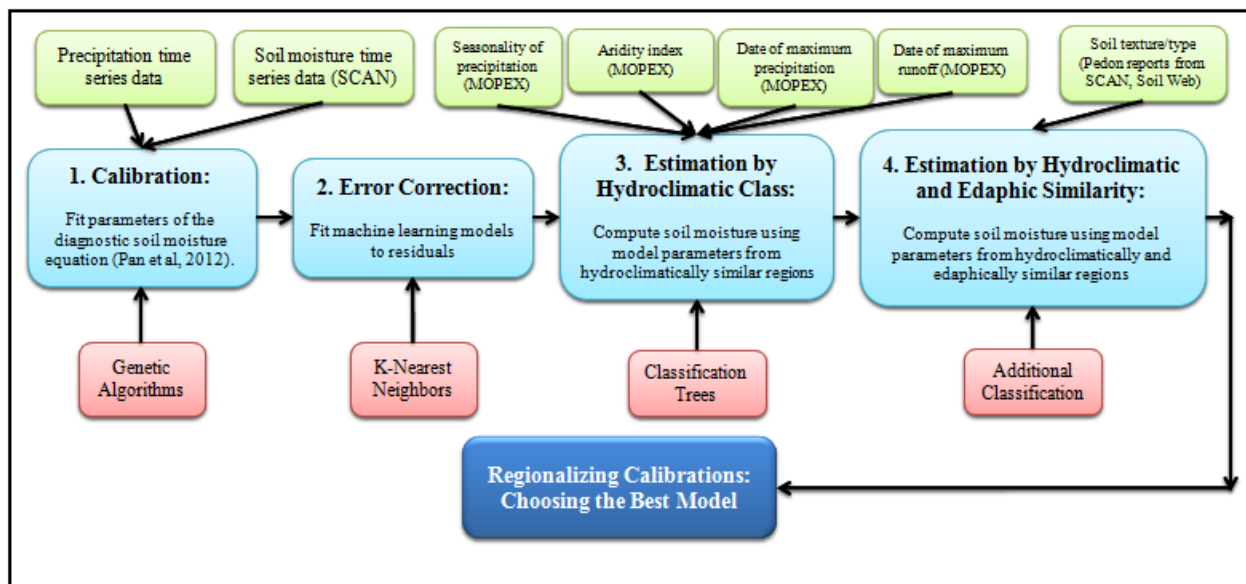 Precipitation time
series data
Soil moisture time
series data (SCAN)
Seasonality of
precipitation
(MOPEX)
Aridity index
(MOPEX)
Date of maximum
precipitation
(MOPEX)
Date of maximum
runoff (MOPEX)
Soil texture/type
(Pedon reports from
SCAN, Soil Web)
1. Calibration:
Fit parameters of the
diagnostic soil moisture
equation (Pan et al, 2012).
2. Error Correction:
Fit machine learning models
to residuals
3. Estimation by
Hydroclimatic Class:
Compute soil moisture using
model parameters from
hydroclimatically similar regions
4. Estimation by Hydroclimatic
and Edaphic Similarity:
Compute soil moisture using model
parameters from hydroclimatically and
edaphically similar regions
Genetic
Algorithms
K-Nearest
Neighbors
Classification
Trees
Additional
Classification
Regionalizing Calibrations:
Choosing the Best Model